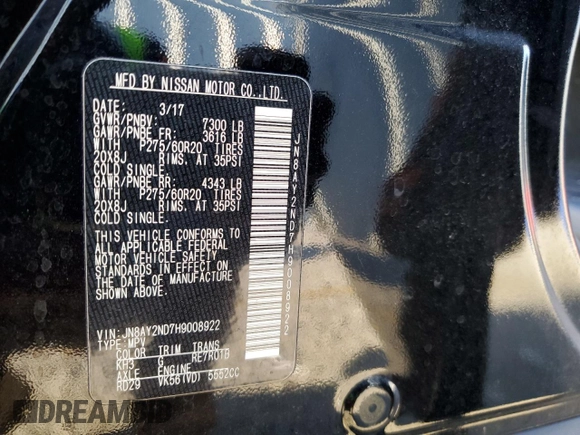 MFD BY NISSAN MOTOR CO.,LTD.
DATE: 3/17
GVWR/PNBV: 7300 LB
GAWR/PNBE FR: 3616 LB
WITH P275/60R20 TIRES
20X8J RIMS, AT 35PSI
COLD SINGLE.
GAWR/PNBE RR: 4343 LB
WITH P275/60R20 TIRES
20X8J RIMS, AT 35PSI
COLD SINGLE.
THIS VEHICLE CONFORMS TO
ALL APPLICABLE FEDERAL
MOTOR VEHICLE SAFETY
STANDARDS IN EFFECT ON
THE DATE OF MANUFACTURE
SHOWN ABOVE.
VIN: JN8AY2ND7H9008922
TYPE: MPV
COLOR TRIM TRANS
KH3 G RE7R01B
AXLE ENGINE
RD29 VK56(VD) 5552CC
JN8AY2ND7H9008922
DREAMBID